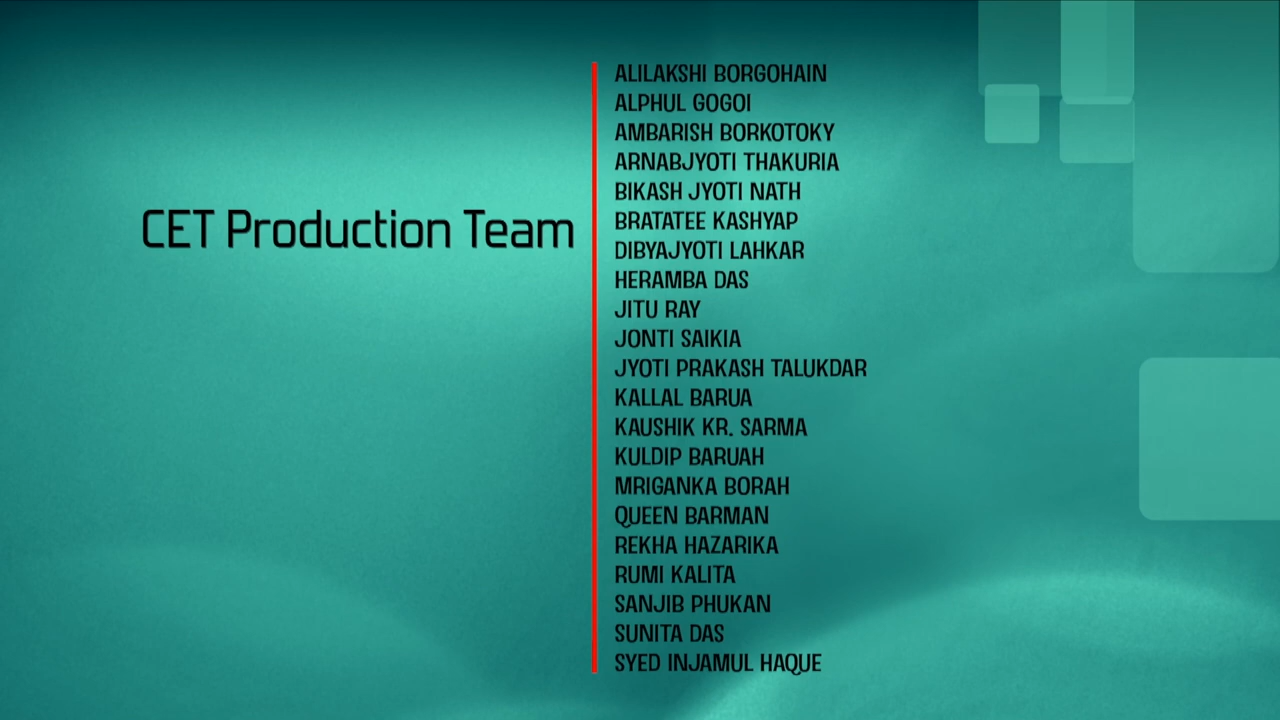 CET Production Team
ALILAKSHI BORGOHAIN
ALPHUL GOGOI
AMBARISH BORKOTOKY
ARNABJYOTI THAKURIA
BIKASH JYOTI NATH
BRATATEE KASHYAP
DIBYAJYOTI LAHKAR
HERAMBA DAS
JITU RAY
JONTI SAIKIA
JYOTI PRAKASH TALUKDAR
KALLAL BARUA
KAUSHIK KR. SARMA
KULDIP BARUAH
MRIGANKA BORAH
QUEEN BARMAN
REKHA HAZARIKA
RUMI KALITA
SANJIB PHUKAN
SUNITA DAS
SYED INJAMUL HAQUE